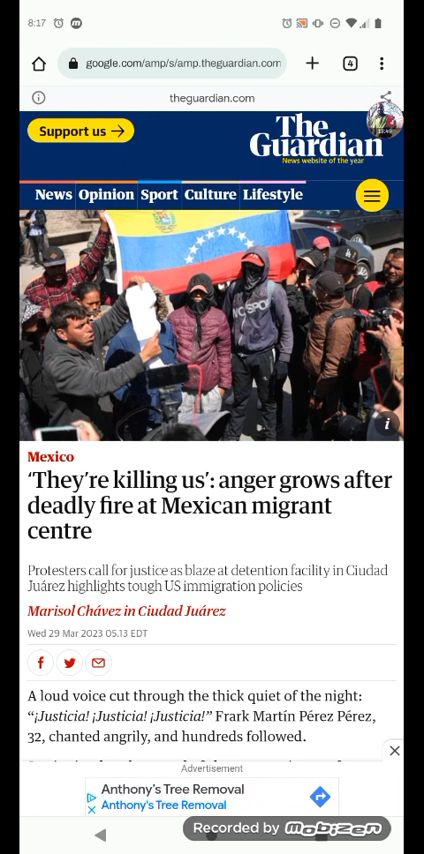 8:17
4
google.com/amp/s/amp.theguardian.com
theguardian.com
Support us →
The
Guardian
News website of the year
News Opinion Sport Culture Lifestyle
Mexico
‘They’re killing us’: anger grows after
deadly fire at Mexican migrant
centre
Protesters call for justice as blaze at detention facility in Ciudad
Juárez highlights tough US immigration policies
Marisol Chávez in Ciudad Juárez
Wed 29 Mar 2023 05.13 EDT
A loud voice cut through the thick quiet of the night:
“¡Justicia! ¡Justicia! ¡Justicia!” Frark Martín Pérez Pérez,
32, chanted angrily, and hundreds followed.
Advertisement
Anthony's Tree Removal
Anthony's Tree Removal
Recorded by Mobizen